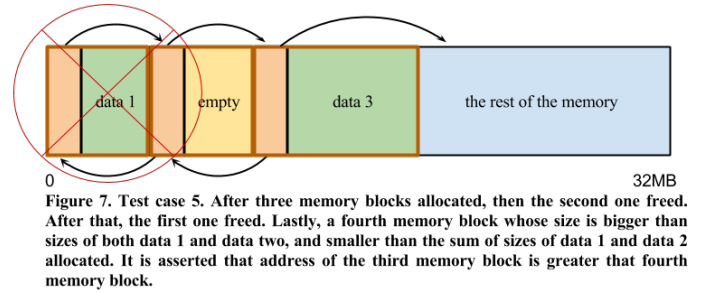 data 1 empty data 3 the rest of the memory
0 32MB
Figure 7. Test case 5. After three memory blocks allocated, then the second one freed.
After that, the first one freed. Lastly, a fourth memory block whose size is bigger than
sizes of both data 1 and data two, and smaller than the sum of sizes of data 1 and data 2
allocated. It is asserted that address of the third memory block is greater that fourth
memory block.